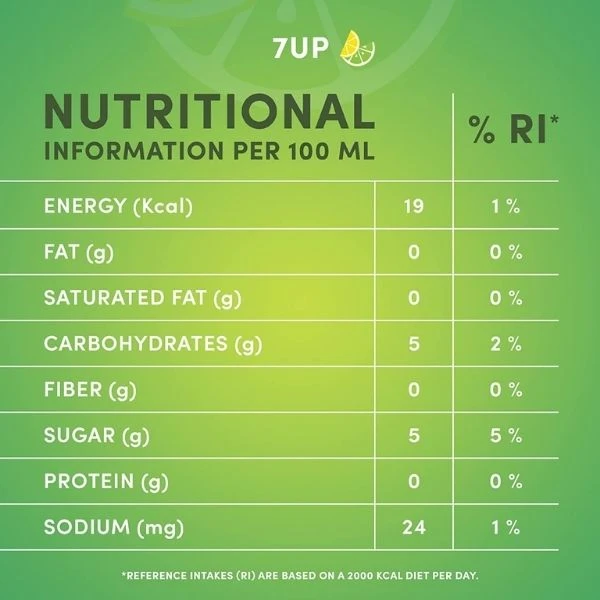 7UP
NUTRITIONAL
INFORMATION PER 100 ML
% RI*
ENERGY (Kcal) 19 1 %
FAT (g) 0 0 %
SATURATED FAT (g) 0 0 %
CARBOHYDRATES (g) 5 2 %
FIBER (g) 0 0 %
SUGAR (g) 5 5 %
PROTEIN (g) 0 0 %
SODIUM (mg) 24 1 %
*REFERENCE INTAKES (RI) ARE BASED ON A 2000 KCAL DIET PER DAY.